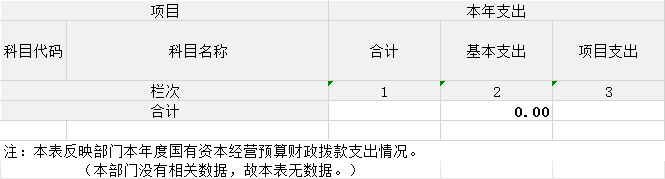 项目 本年支出
科目代码 科目名称 合计 基本支出 项目支出
栏次 1 2 3
合计 0.00
注：本表反映部门本年度国有资本经营预算财政拨款支出情况。
（本部门没有相关数据，故本表无数据。）